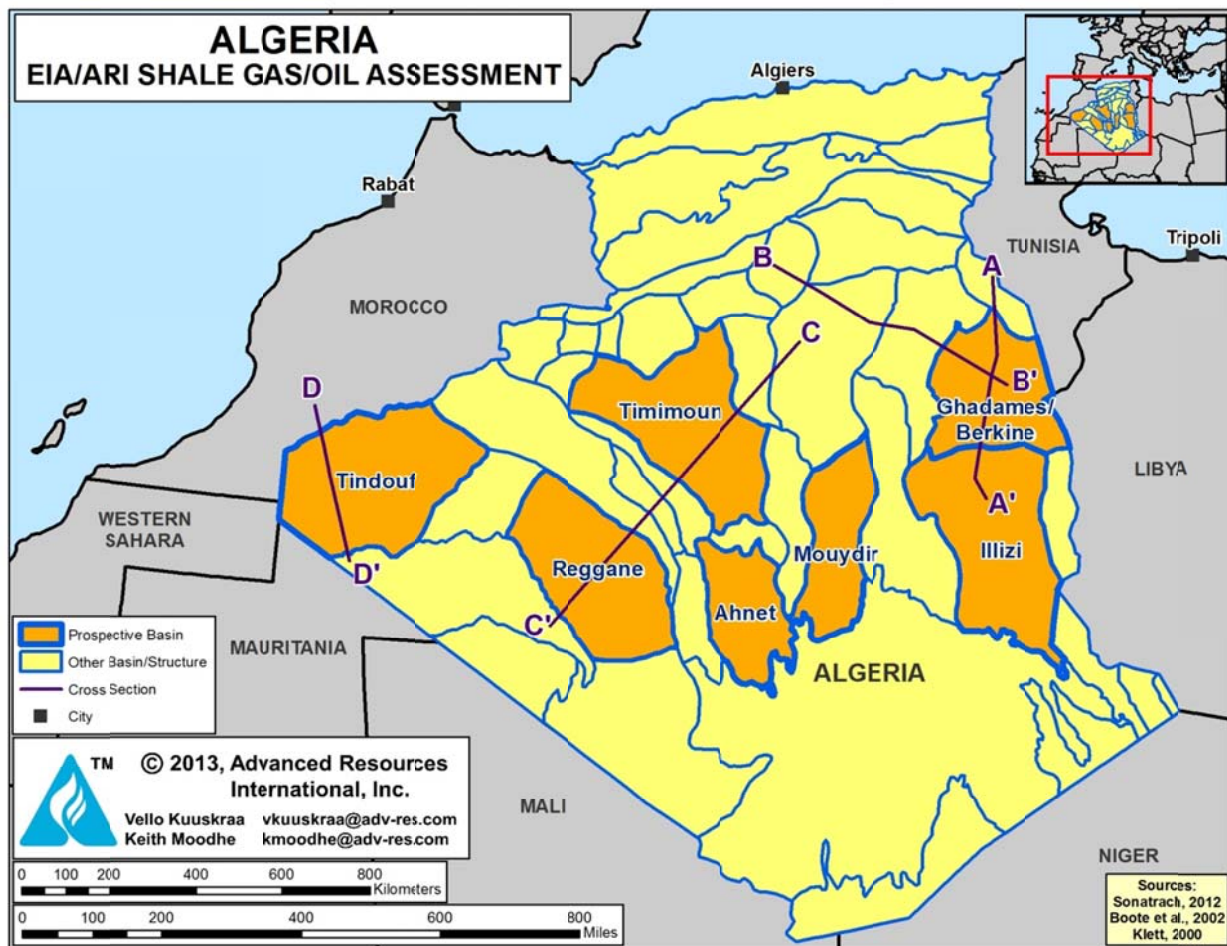 ALGERIA
EIA/ARI SHALE GAS/OIL ASSESSMENT
Algiers
Rabat
TUNISIA
Tripoli
MOROCCO
A
B
C
D
B'
Timimoun
Ghadames/
Berkine
Tindouf
LIBYA
A'
WESTERN
SAHARA
Mouydir
Illizi
D'
Reggane
Ahnet
C'
MAURITANIA
ALGERIA
Prospective Basin
Other Basin/Structure
Cross Section
City
TM
© 2013, Advanced Resources
International, Inc.
Vello Kuuskraa vkuuskraa@adv-res.com
Keith Moodhe kmoodhe@adv-res.com
MALI
NIGER
0 100 200 400 600 800
Kilometers
0 100 200 400 600 800
Miles
Sources:
Sonatrach, 2012
Boote et al., 2002
Klett, 2000